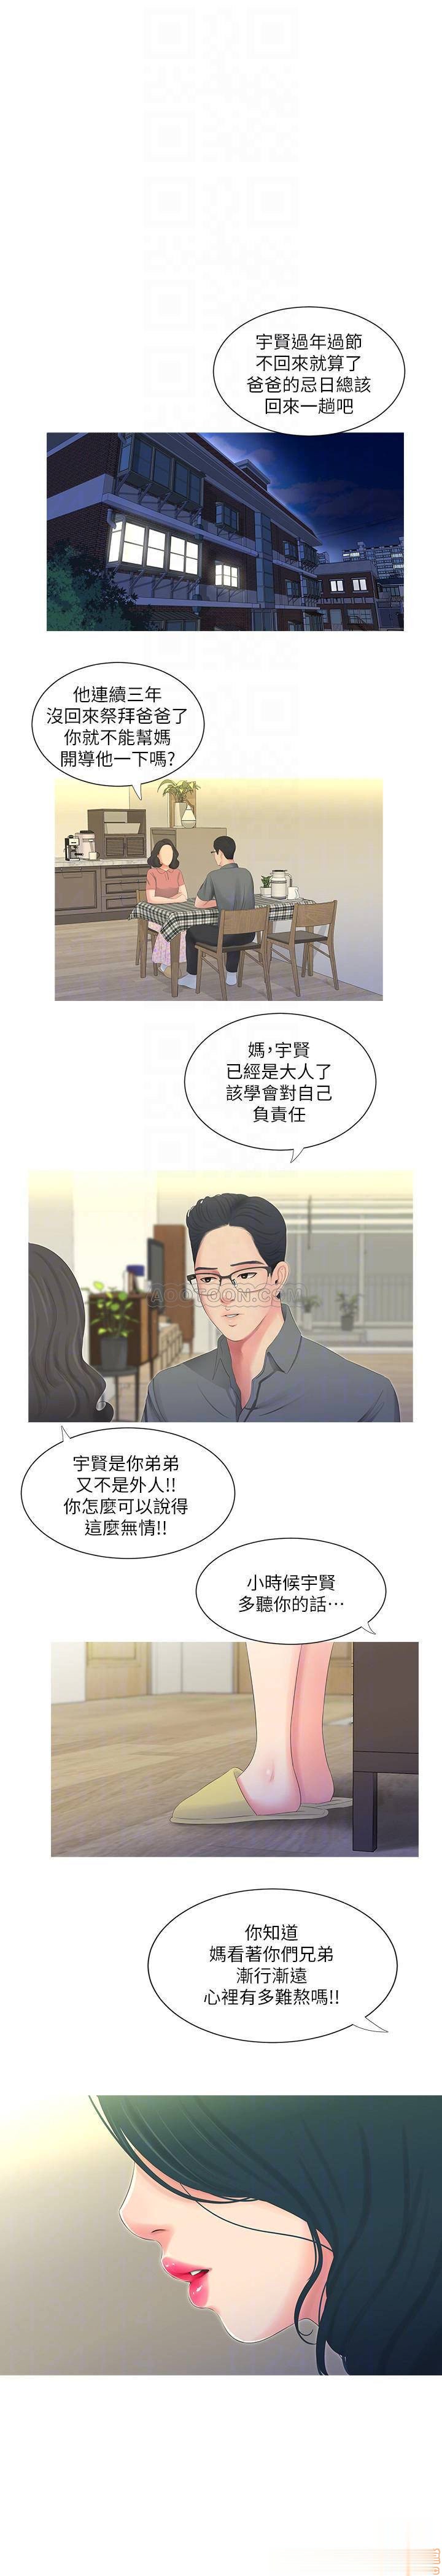 宇賢過年過節
不回來就算了
爸爸的忌日總該
回來一趟吧
他連續三年
沒回來祭拜爸爸了
你就不能幫媽
開導他一下嗎?
媽,宇賢
已經是大人了
該學會對自己
負責任
宇賢是你弟弟
又不是外人!!
你怎麼可以說得
這麼無情!!
小時候宇賢
多聽你的話⋯
你知道
媽看著你們兄弟
漸行漸遠
心裡有多難熬嗎!!